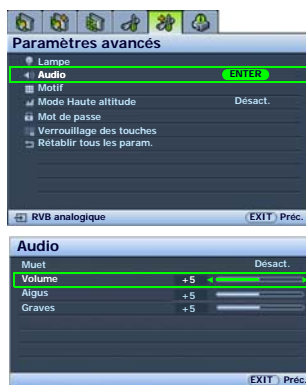 Paramètres avancés
Lampe
Audio ENTER
Motif
Mode Haute altitude Désact.
Mot de passe
Verrouillage des touches
Rétablir tous les param.
RVB analogique EXIT Préc.
Audio
Muet Désact.
Volume +5
Aigus +5
Graves +5
EXIT Préc.